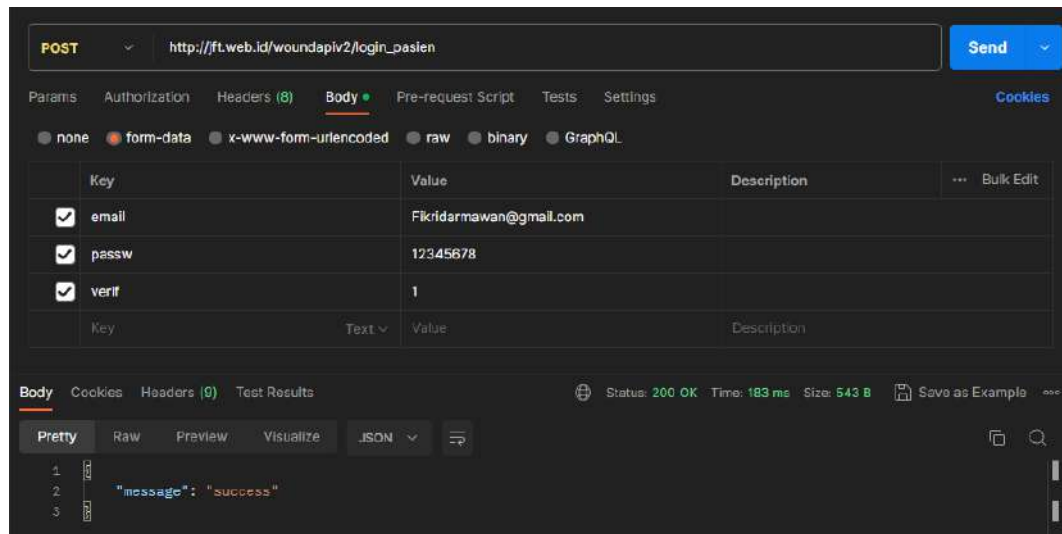 POST http://jft.web.id/woundapiv2/login_pasien Send
Params Authorization Headers (8) Body Pre-request Script Tests Settings Cookies
none form-data x-www-form-urlencoded raw binary GraphQL
Key Value Description Bulk Edit
email Fikridarmawan@gmail.com
passw 12345678
verif 1
Key Text Value Description
Body Cookies Headers (9) Test Results Status: 200 OK Time: 183 ms Size: 543 B Save as Example
Pretty Raw Preview Visualize JSON
1 {
2 "message": "success"
3 }